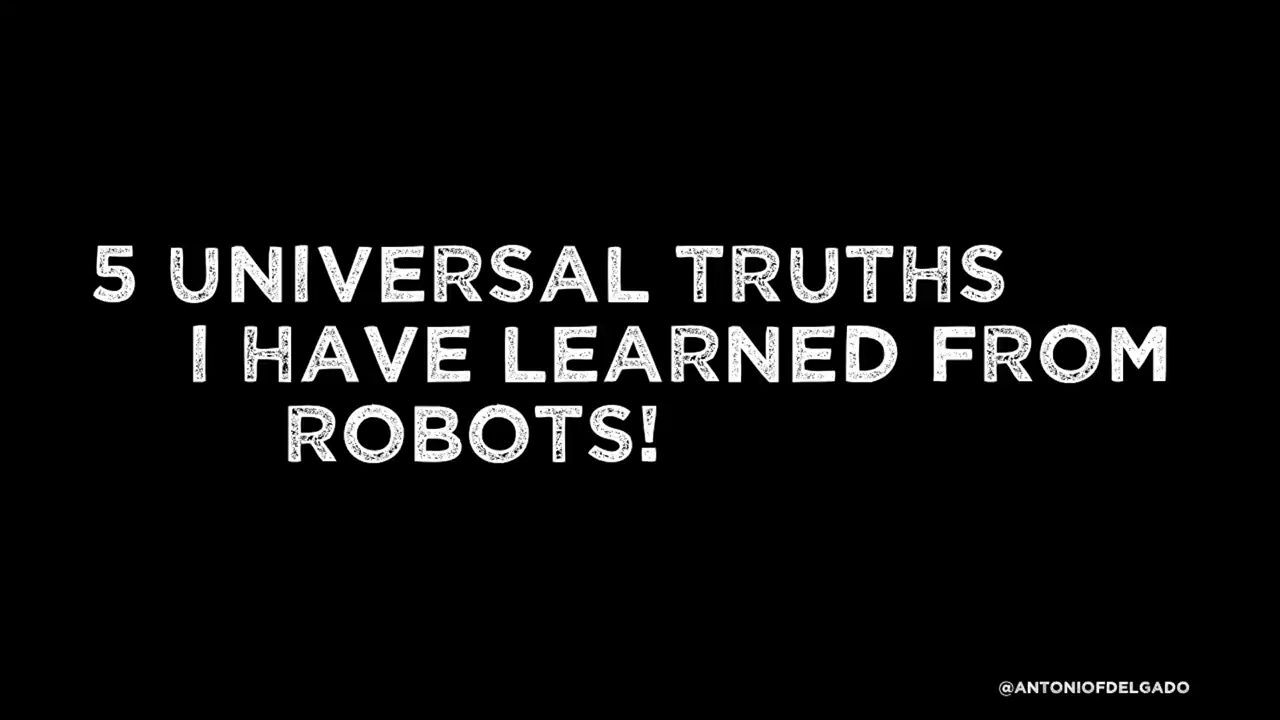 5 UNIVERSAL TRUTHS
I HAVE LEARNED FROM
ROBOTS!
@ANTONIOFDELGADO